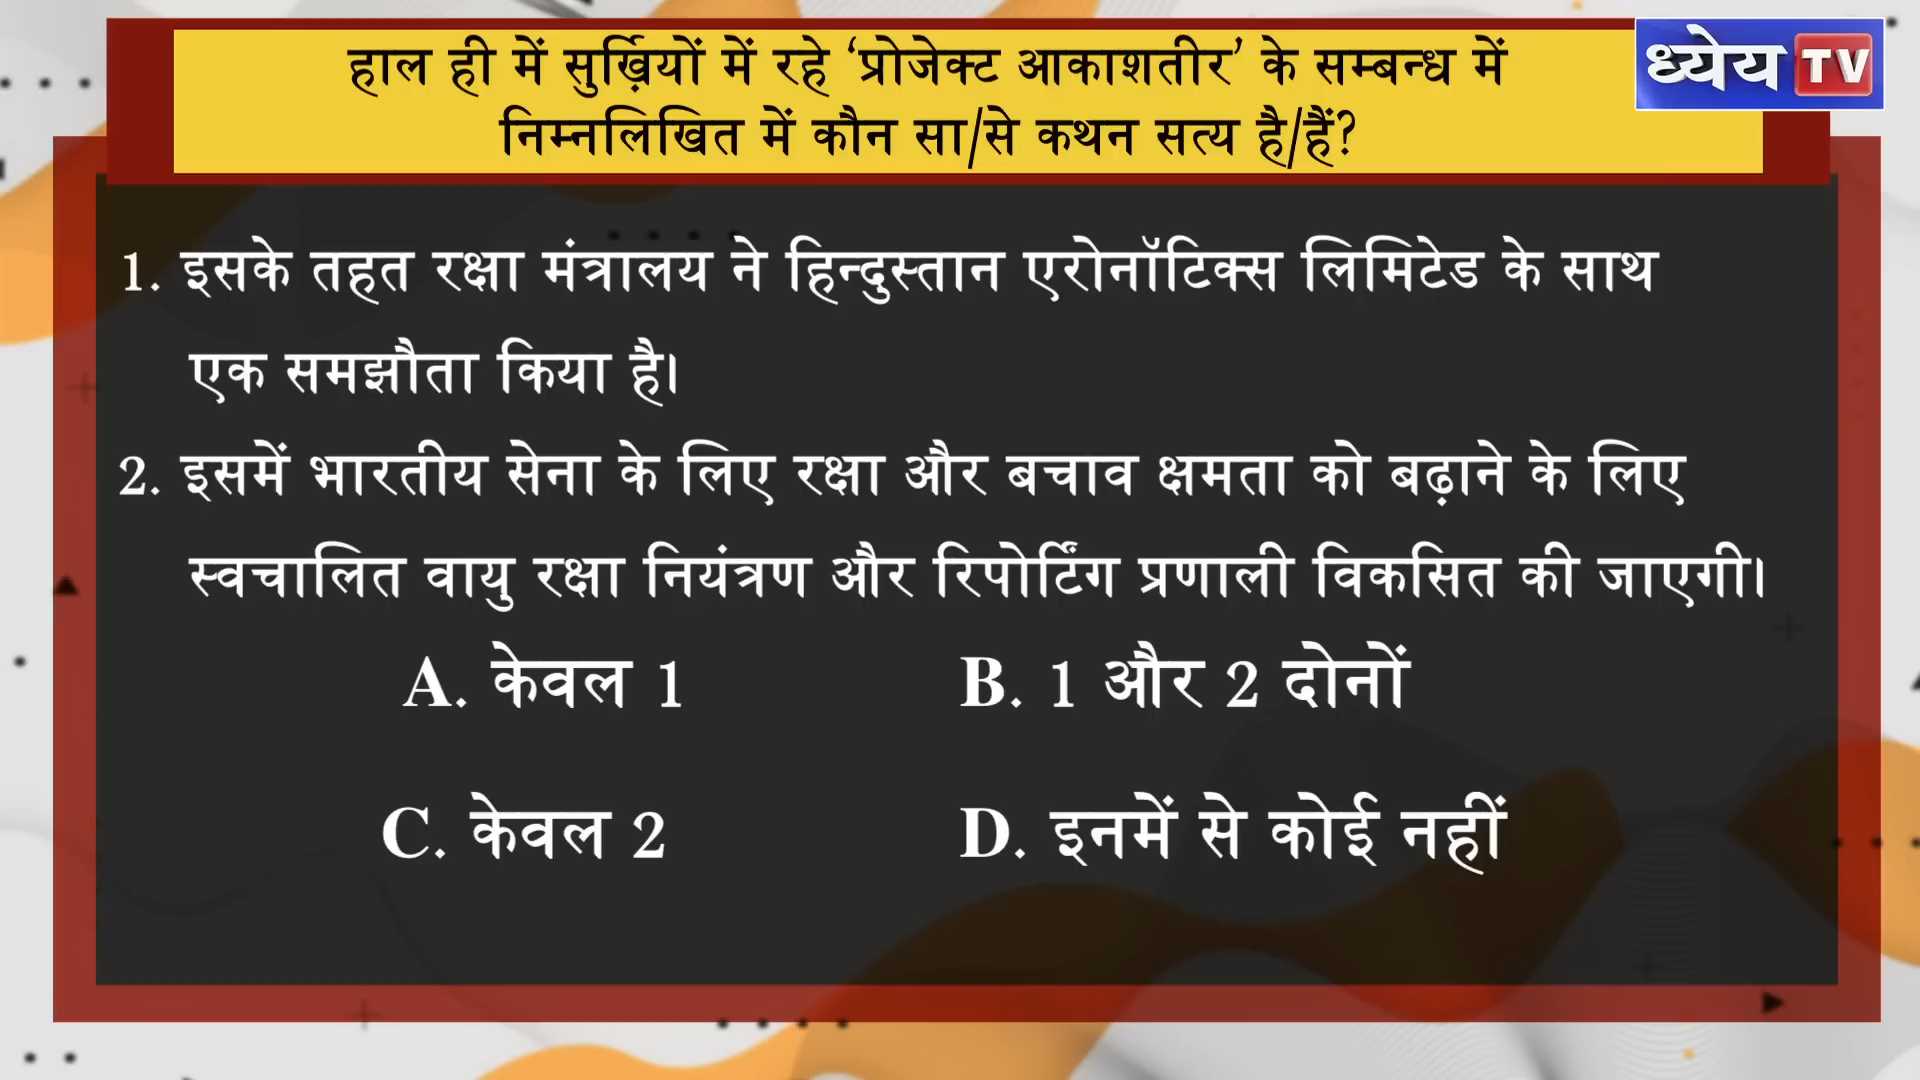 हाल ही में सुर्ख़ियों में रहे ‘प्रोजेक्ट आकाशतीर’ के सम्बन्ध में
निम्नलिखित में कौन सा/से कथन सत्य है/हैं?
ध्येय TV
1. इसके तहत रक्षा मंत्रालय ने हिन्दुस्तान एरोनॉटिक्स लिमिटेड के साथ
एक समझौता किया है।
2. इसमें भारतीय सेना के लिए रक्षा और बचाव क्षमता को बढ़ाने के लिए
स्वचालित वायु रक्षा नियंत्रण और रिपोर्टिंग प्रणाली विकसित की जाएगी।
A. केवल 1 B. 1 और 2 दोनों
C. केवल 2 D. इनमें से कोई नहीं